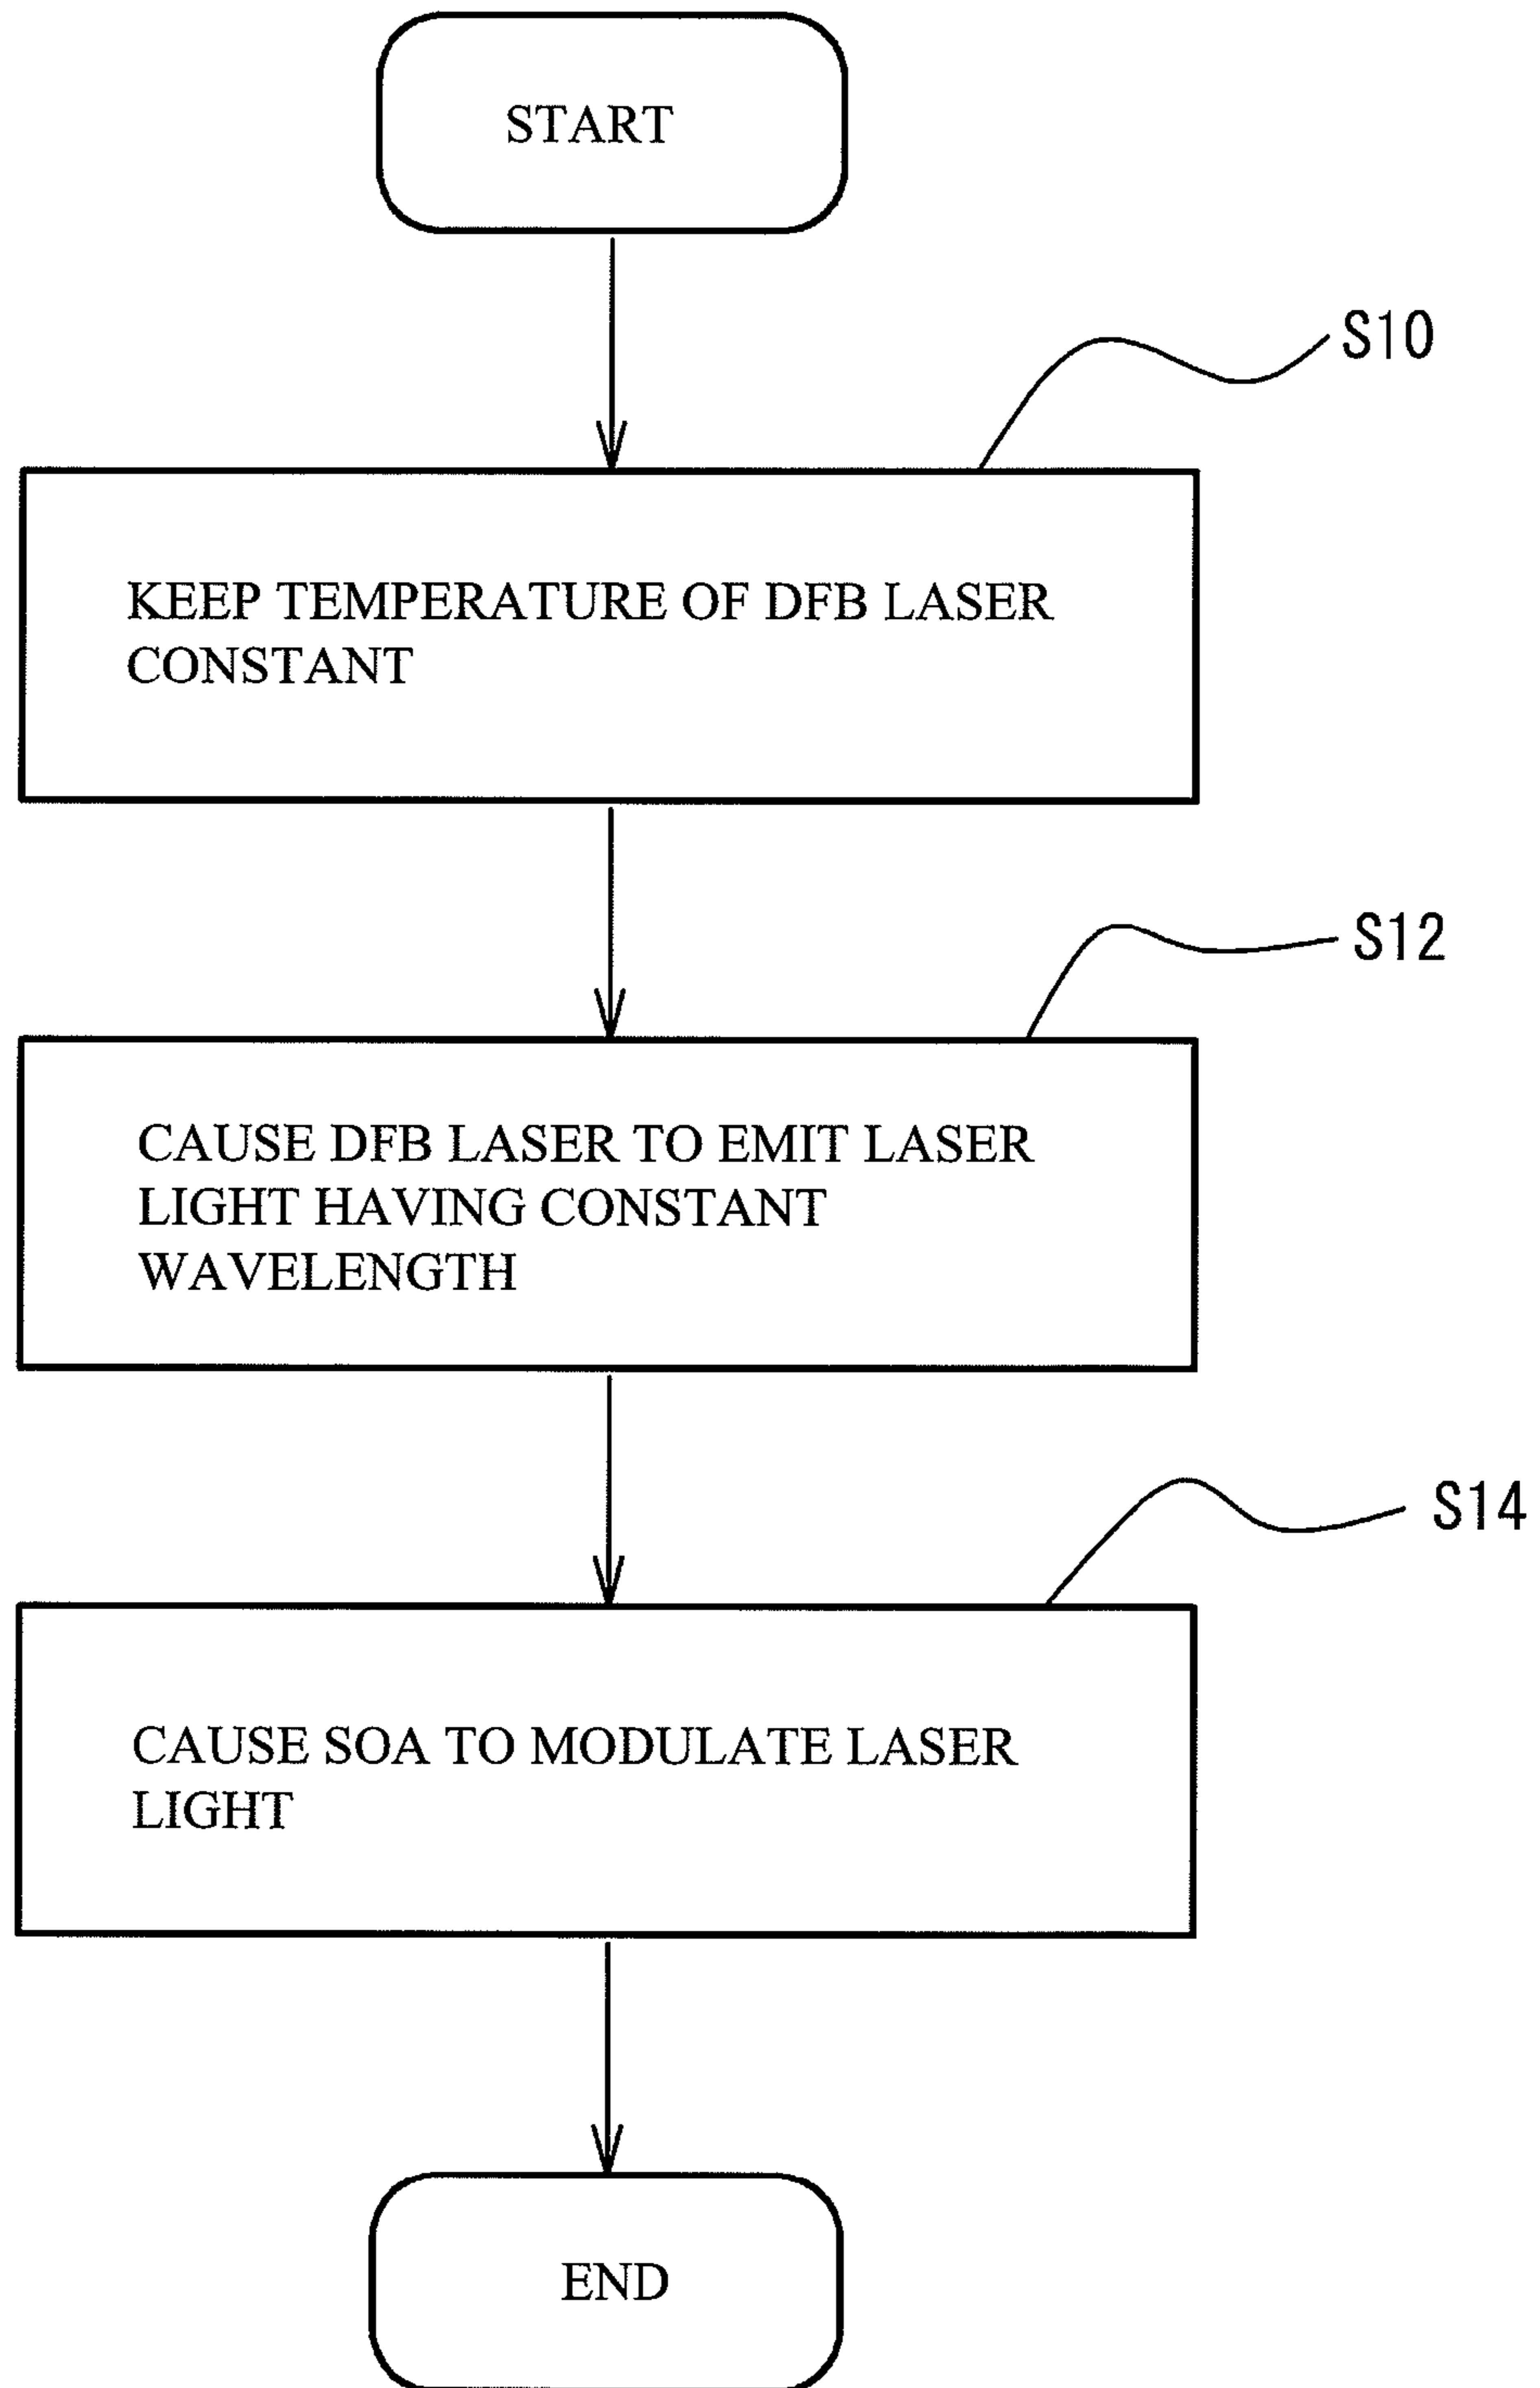 START
S10
KEEP TEMPERATURE OF DFB LASER
CONSTANT
S12
CAUSE DFB LASER TO EMIT LASER
LIGHT HAVING CONSTANT
WAVELENGTH
S14
CAUSE SOA TO MODULATE LASER
LIGHT
END